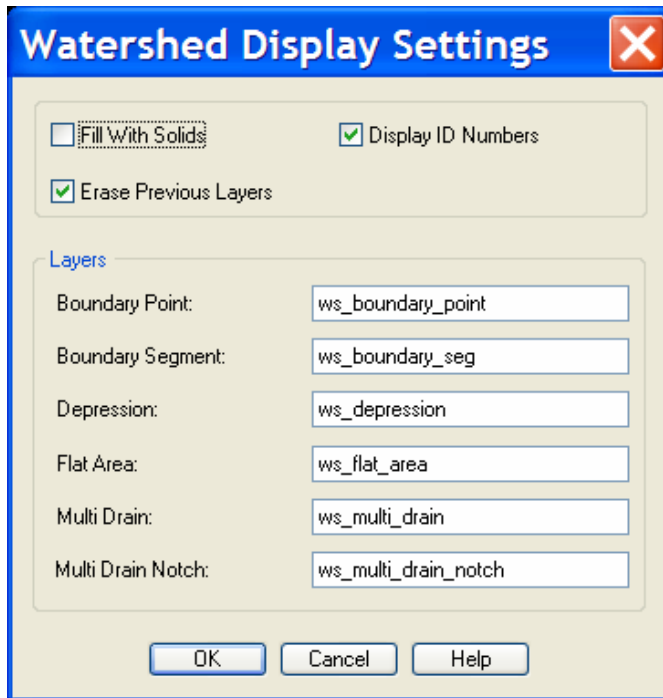 Watershed Display Settings
Fill With Solids Display ID Numbers
Erase Previous Layers
Layers
Boundary Point: ws_boundary_point
Boundary Segment: ws_boundary_seg
Depression: ws_depression
Flat Area: ws_flat_area
Multi Drain: ws_multi_drain
Multi Drain Notch: ws_multi_drain_notch
OK Cancel Help